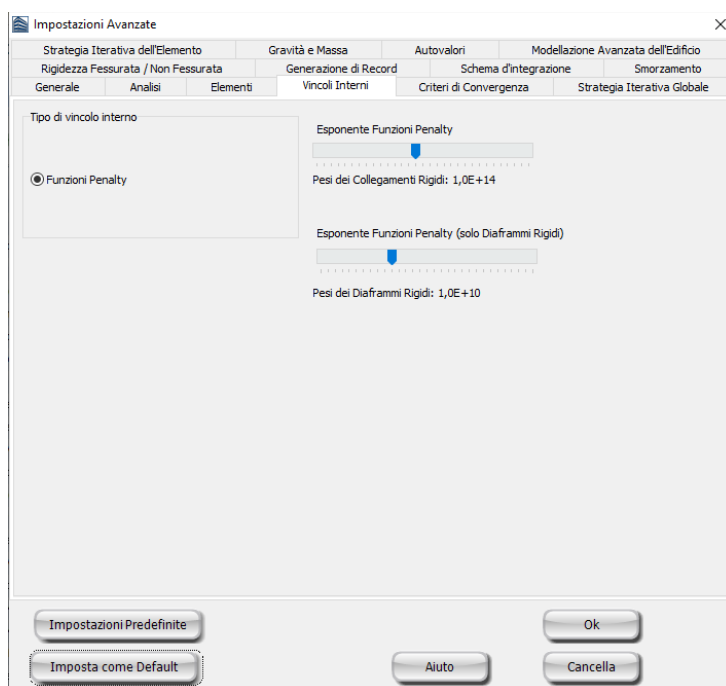 Impostazioni Avanzate
Strategia Iterativa dell'Elemento Gravità e Massa Autovalori Modellazione Avanzata dell'Edificio
Rigidezza Fessurata / Non Fessurata Generazione di Record Schema d'integrazione Smorzamento
Generale Analisi Elementi Vincoli Interni Criteri di Convergenza Strategia Iterativa Globale
Tipo di vincolo interno
Funzioni Penalty
Esponente Funzioni Penalty
Pesi dei Collegamenti Rigidi: 1,0E+14
Esponente Funzioni Penalty (solo Diaframmi Rigidi)
Pesi dei Diaframmi Rigidi: 1,0E+10
Impostazioni Predefinite Ok
Imposta come Default Aiuto Cancella